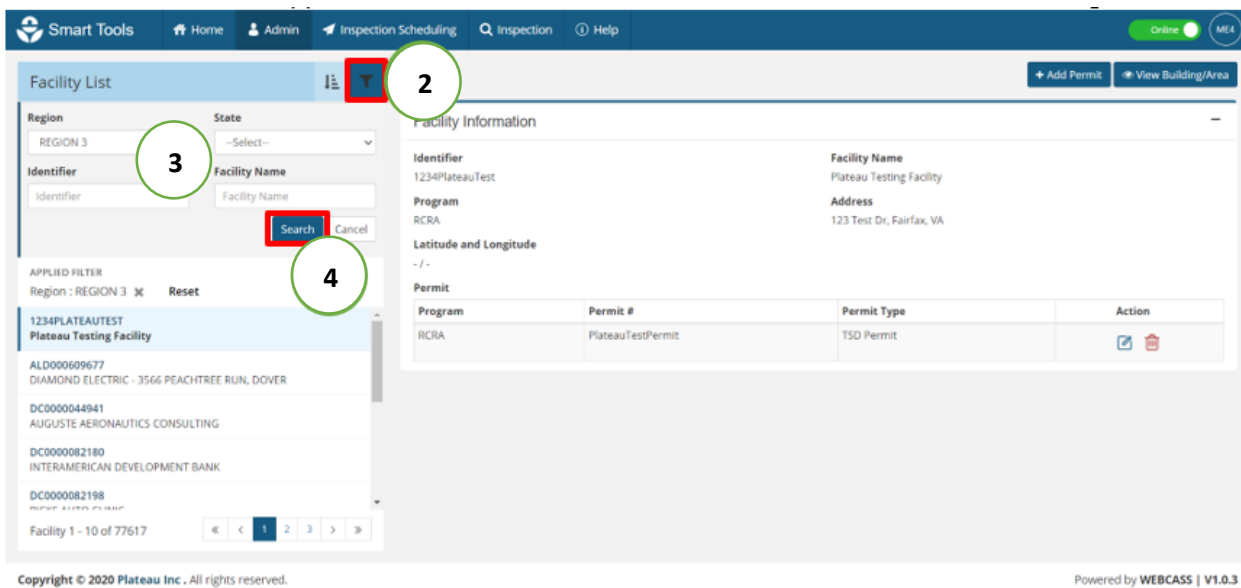 Smart Tools Home Admin Inspection Scheduling Inspection Help Online ME4
Facility List
2
+ Add Permit View Building/Area
Region State
REGION 3 --Select--
3
Identifier Facility Name
Identifier Facility Name
Search Cancel
4
APPLIED FILTER
Region : REGION 3 Reset
1234PLATEAUTEST
Plateau Testing Facility
ALD000609677
DIAMOND ELECTRIC - 3566 PEACHTREE RUN, DOVER
DC0000044941
AUGUSTE AERONAUTICS CONSULTING
DC0000082180
INTERAMERICAN DEVELOPMENT BANK
DC0000082198
Facility 1 - 10 of 77617 « < 1 2 3 > »
Facility Information
Identifier Facility Name
1234PlateauTest Plateau Testing Facility
Program Address
RCRA 123 Test Dr, Fairfax, VA
Latitude and Longitude
- / -
Permit
Program Permit # Permit Type Action
RCRA PlateauTestPermit TSD Permit
Copyright © 2020 Plateau Inc . All rights reserved. Powered by WEBCASS | V1.0.3